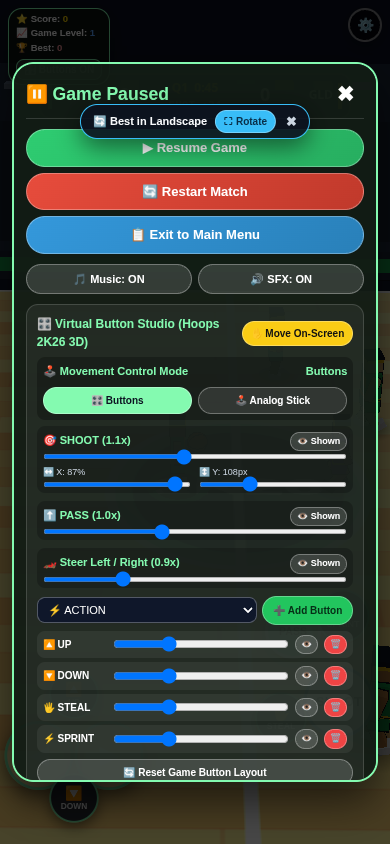 ⭐ Score: 0
📈 Game Level: 1
🏆 Best: 0
⏸️ Game Paused ✖
🔄 Best in Landscape ⛶ Rotate ✖
▶ Resume Game
🔄 Restart Match
📋 Exit to Main Menu
🎵 Music: ON 🔊 SFX: ON
🎛️ Virtual Button Studio (Hoops
2K26 3D)
Move On-Screen
🕹️ Movement Control Mode Buttons
🎛️ Buttons 🕹️ Analog Stick
🎯 SHOOT (1.1x) 👁️ Shown
↔️ X: 87% ↕️ Y: 108px
⬆️ PASS (1.0x) 👁️ Shown
🏎️ Steer Left / Right (0.9x) 👁️ Shown
⚡ ACTION ➕ Add Button
🔼 UP
🔽 DOWN
🖐️ STEAL
⚡ SPRINT
🔄 Reset Game Button Layout
🔽
DOWN